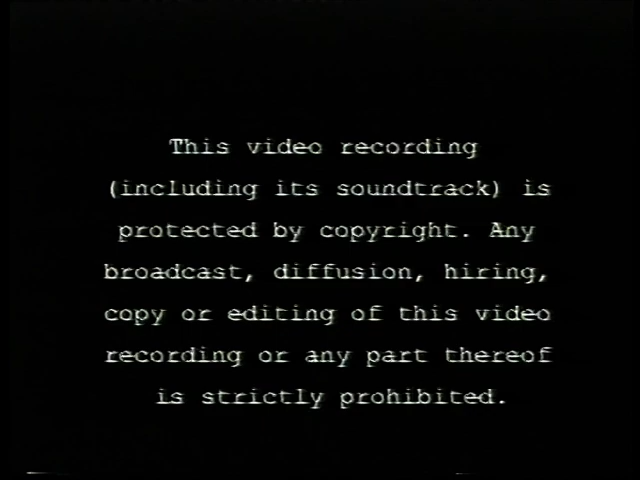 This video recording
(including its soundtrack) is
protected by copyright. Any
broadcast, diffusion, hiring,
copy or editing of this video
recording or any part thereof
is strictly prohibited.